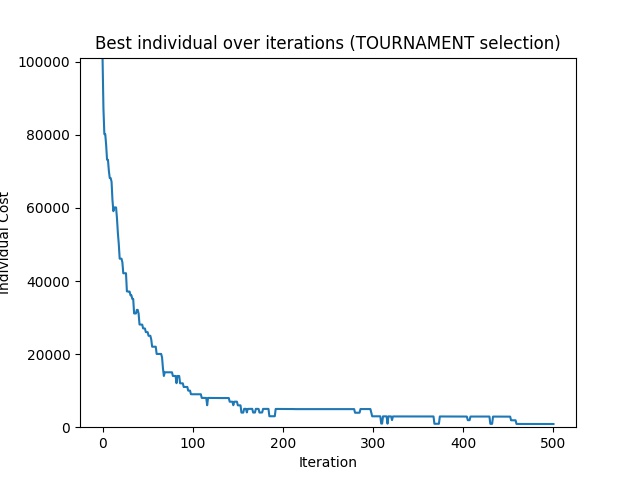 Best individual over iterations (TOURNAMENT selection)
100000
80000
60000
40000
20000
0
Individual Cost
0 100 200 300 400 500
Iteration